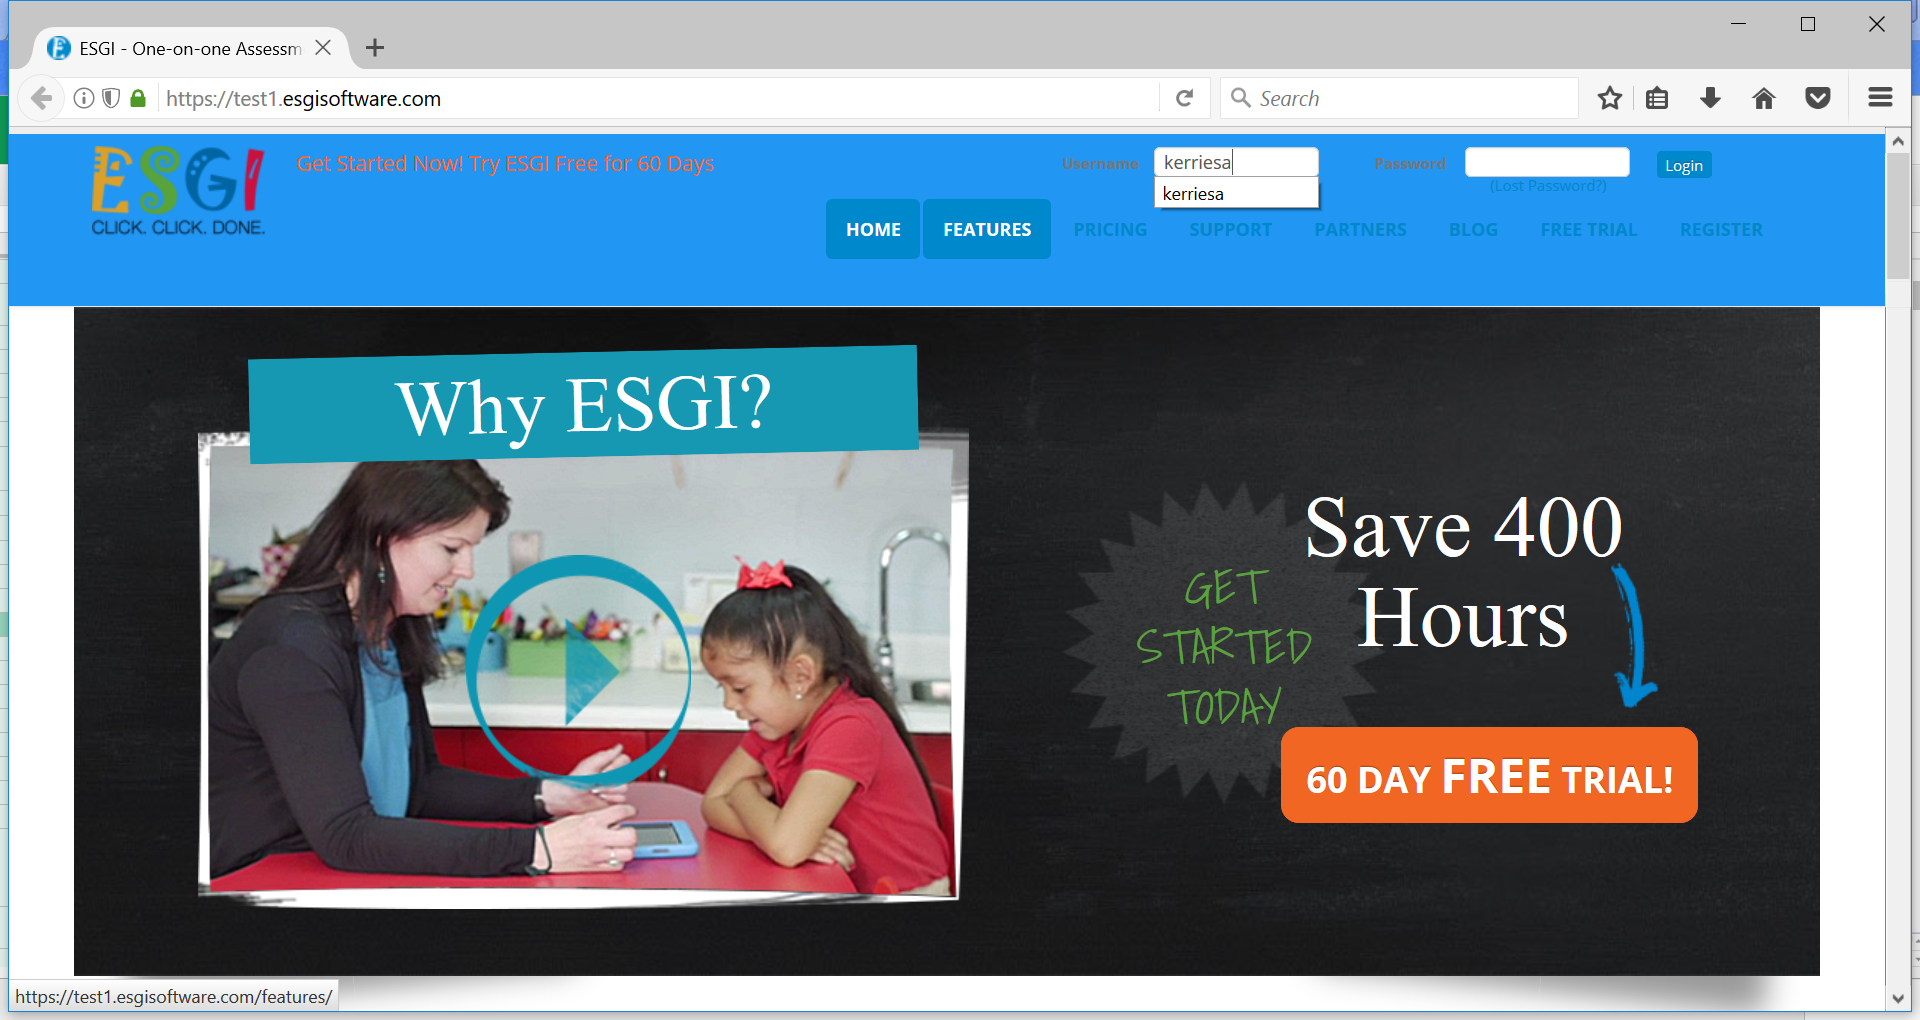 ESGI - One-on-one Assessm
https://test1.esgisoftware.com
Search
ESGI
CLICK. CLICK. DONE.
Get Started Now! Try ESGI Free for 60 Days
Username
kerriesa
kerriesa
Password
(Lost Password?)
Login
HOME
FEATURES
PRICING
SUPPORT
PARTNERS
BLOG
FREE TRIAL
REGISTER
Why ESGI?
Save 400
Hours
GET
STARTED
TODAY
60 DAY FREE TRIAL!
https://test1.esgisoftware.com/features/